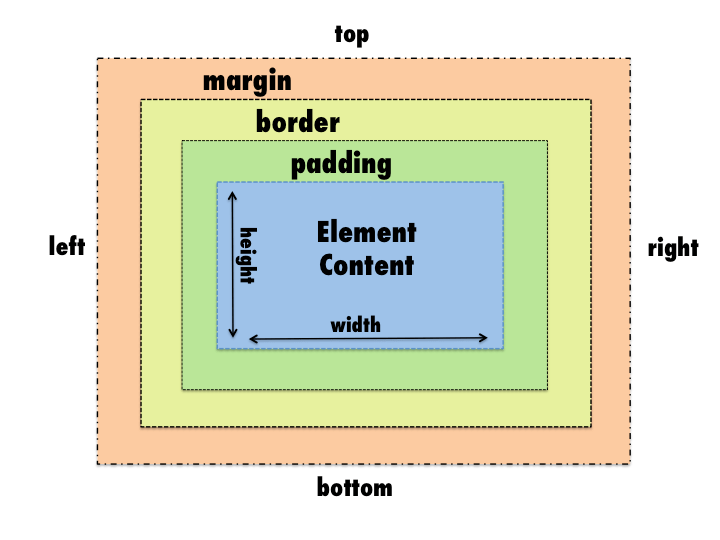 top
margin
border
padding
left
height
Element
Content
right
width
bottom